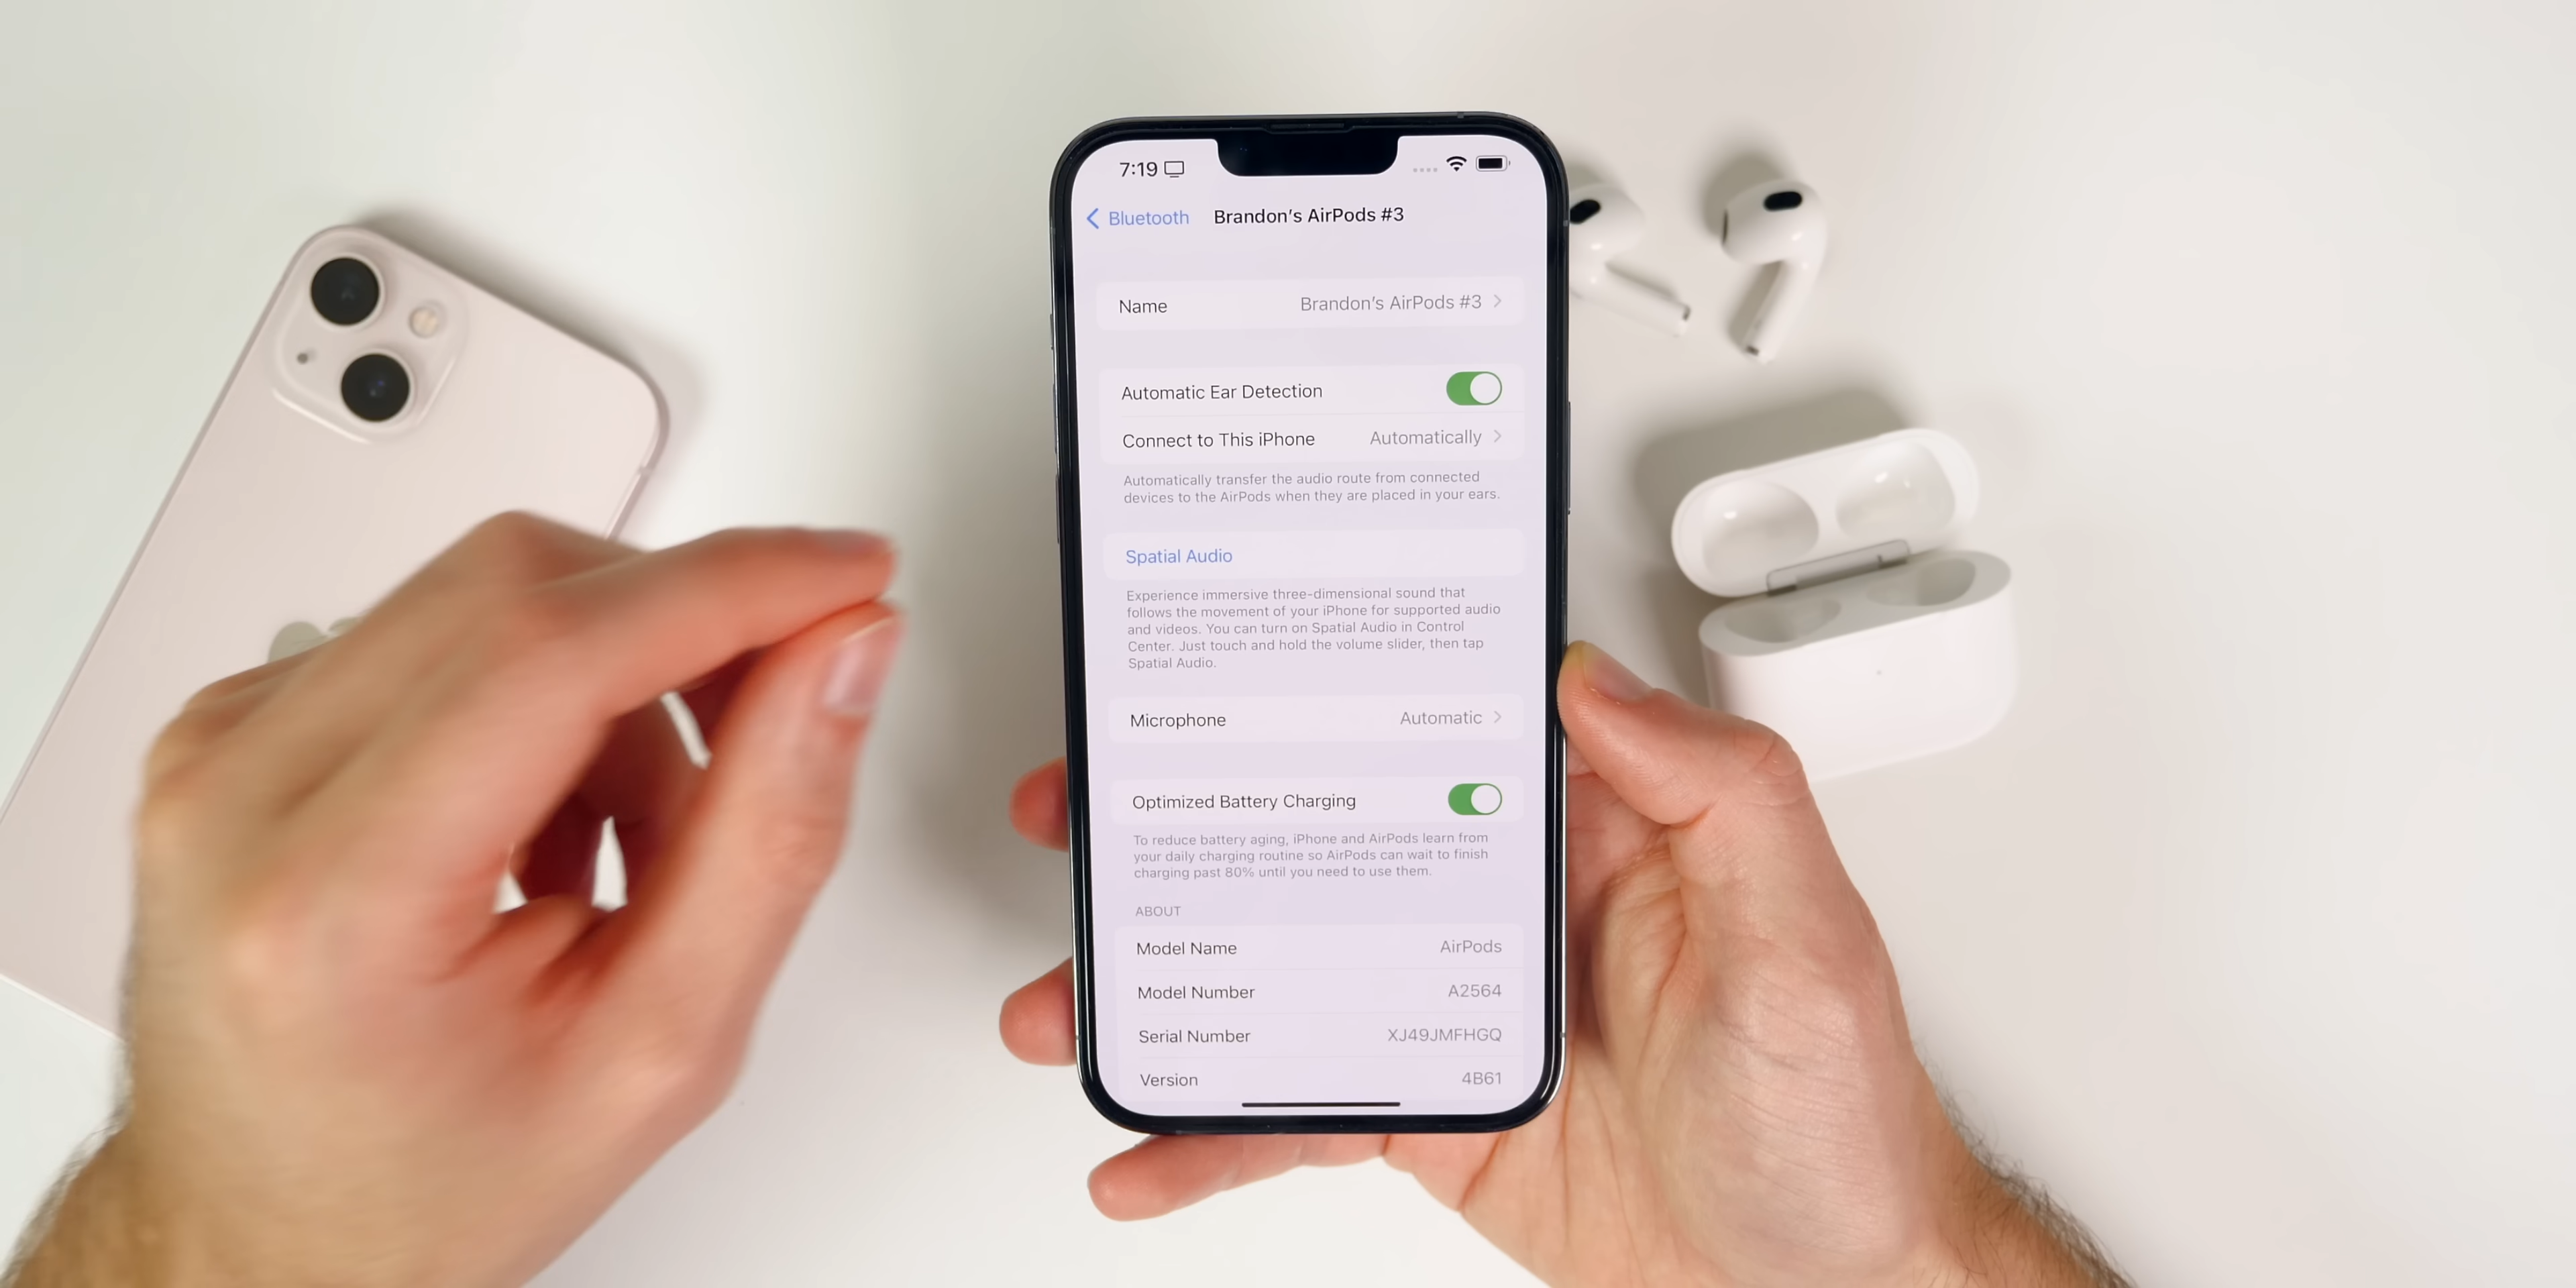 7:19
Bluetooth Brandon's AirPods #3
Name Brandon's AirPods #3
Automatic Ear Detection
Connect to This iPhone Automatically
Automatically transfer the audio route from connected
devices to the AirPods when they are placed in your ears.
Spatial Audio
Experience immersive three-dimensional sound that
follows the movement of your iPhone for supported audio
and videos. You can turn on Spatial Audio in Control
Center. Just touch and hold the volume slider, then tap
Spatial Audio.
Microphone Automatic
Optimized Battery Charging
To reduce battery aging, iPhone and AirPods learn from
your daily charging routine so AirPods can wait to finish
charging past 80% until you need to use them.
ABOUT
Model Name AirPods
Model Number A2564
Serial Number XJ49JMFHGQ
Version 4B61